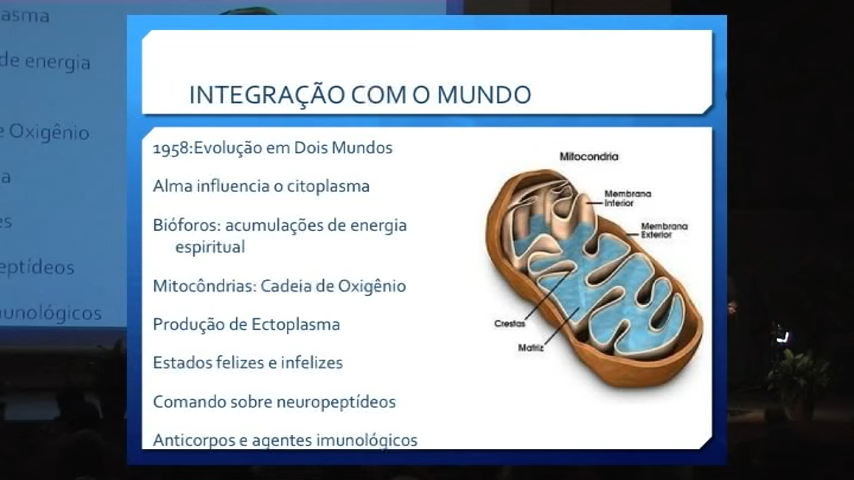 asma
de energia
e Oxigênio
a
es
eptídeos
unológicos
INTEGRAÇÃO COM O MUNDO
1958:Evolução em Dois Mundos
Alma influencia o citoplasma
Bióforos: acumulações de energia
espiritual
Mitocôndrias: Cadeia de Oxigênio
Produção de Ectoplasma
Estados felizes e infelizes
Comando sobre neuropeptídeos
Anticorpos e agentes imunológicos
Mitocondria
Membrana
Inferior
Membrana
Exterior
Crestas
Matriz